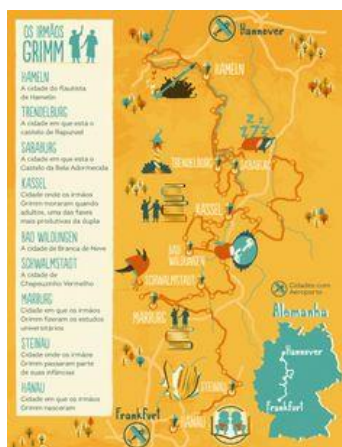 OS IRMÃOS
GRIMM
HAMELN
A cidade do flautista
de Hamelin
TRENDELBURG
A cidade em que está o
castelo de Rapunzel
SABABURG
A cidade em que está o
Castelo da Bela Adormecida
KASSEL
Cidade onde os irmãos
Grimm moraram quando
adultos, uma das fases
mais produtivas da dupla
BAD WILDUNGEN
A cidade de Branca de Neve
SCHWALMSTADT
A cidade de
Chapeuzinho Vermelho
MARBURG
Cidade em que os irmãos
Grimm fizeram os estudos
universitários
STEINAU
Cidade onde os irmãos
Grimm passaram parte
de suas infâncias
HANAU
Cidade em que os irmãos
Grimm nasceram
Hannover
HAMELN
zzzz
TRENDELBURG
SABABURG
KASSEL
BAD
WILDUNGEN
SCHWALMSTADT
MARBURG
STEINAU
HANAU
Frankfurt
Cidades com
Aeroporto
Alemanha
Hannover
Frankfurt